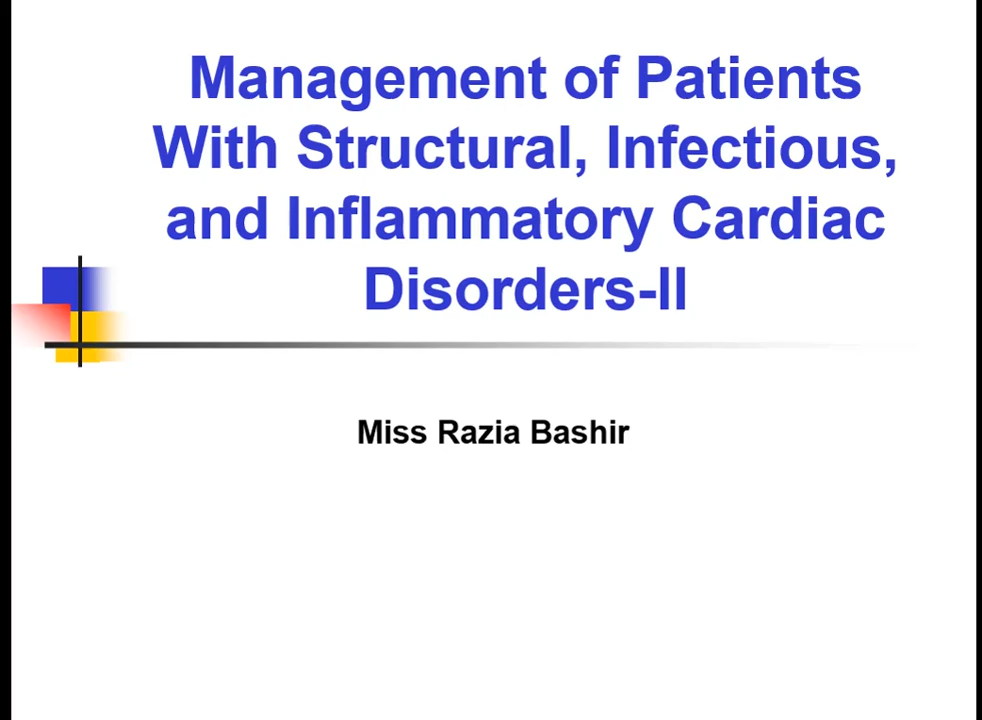 Management of Patients
With Structural, Infectious,
and Inflammatory Cardiac
Disorders-II
Miss Razia Bashir